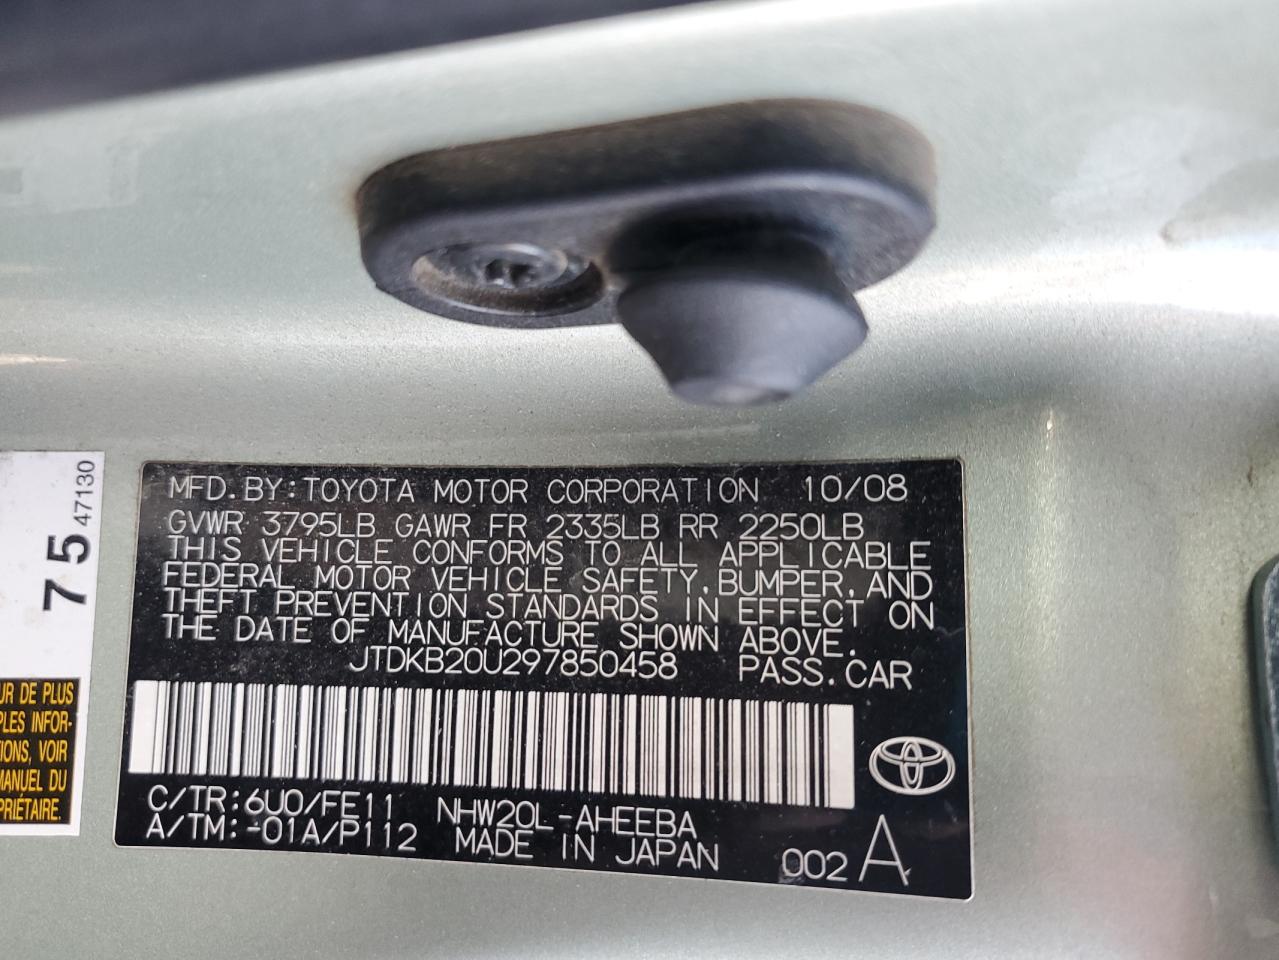 MFD.BY:TOYOTA MOTOR CORPORATION 10/08
GVWR 3795LB GAWR FR 2335LB RR 2250LB
THIS VEHICLE CONFORMS TO ALL APPLICABLE
FEDERAL MOTOR VEHICLE SAFETY,BUMPER,AND
THEFT PREVENTION STANDARDS IN EFFECT ON
THE DATE OF MANUFACTURE SHOWN ABOVE.
JTDKB20U297850458 PASS.CAR
C/TR:6U0/FE11 NHW20L-AHEEBA
A/TM:-01A/P112 MADE IN JAPAN 002 A
75
47130
UR DE PLUS
PLES INFOR-
TIONS, VOIR
MANUEL DU
PRIÉTAIRE.